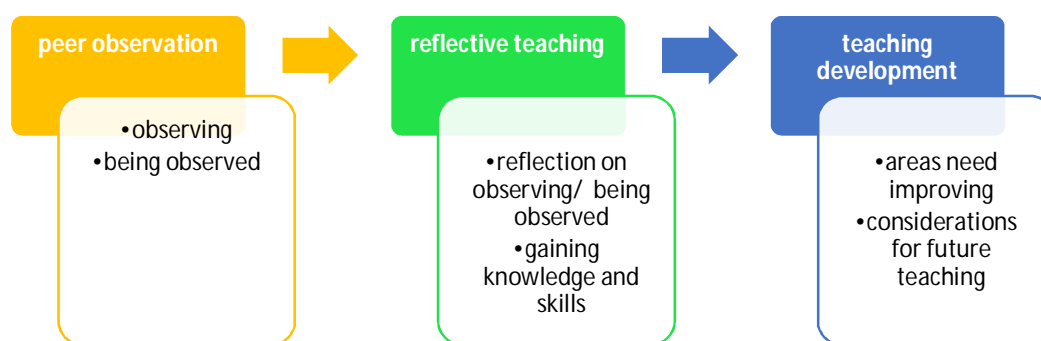 peer observation
•observing
•being observed
reflective teaching
•reflection on
observing/ being
observed
•gaining
knowledge and
skills
teaching
development
•areas need
improving
•considerations
for future
teaching